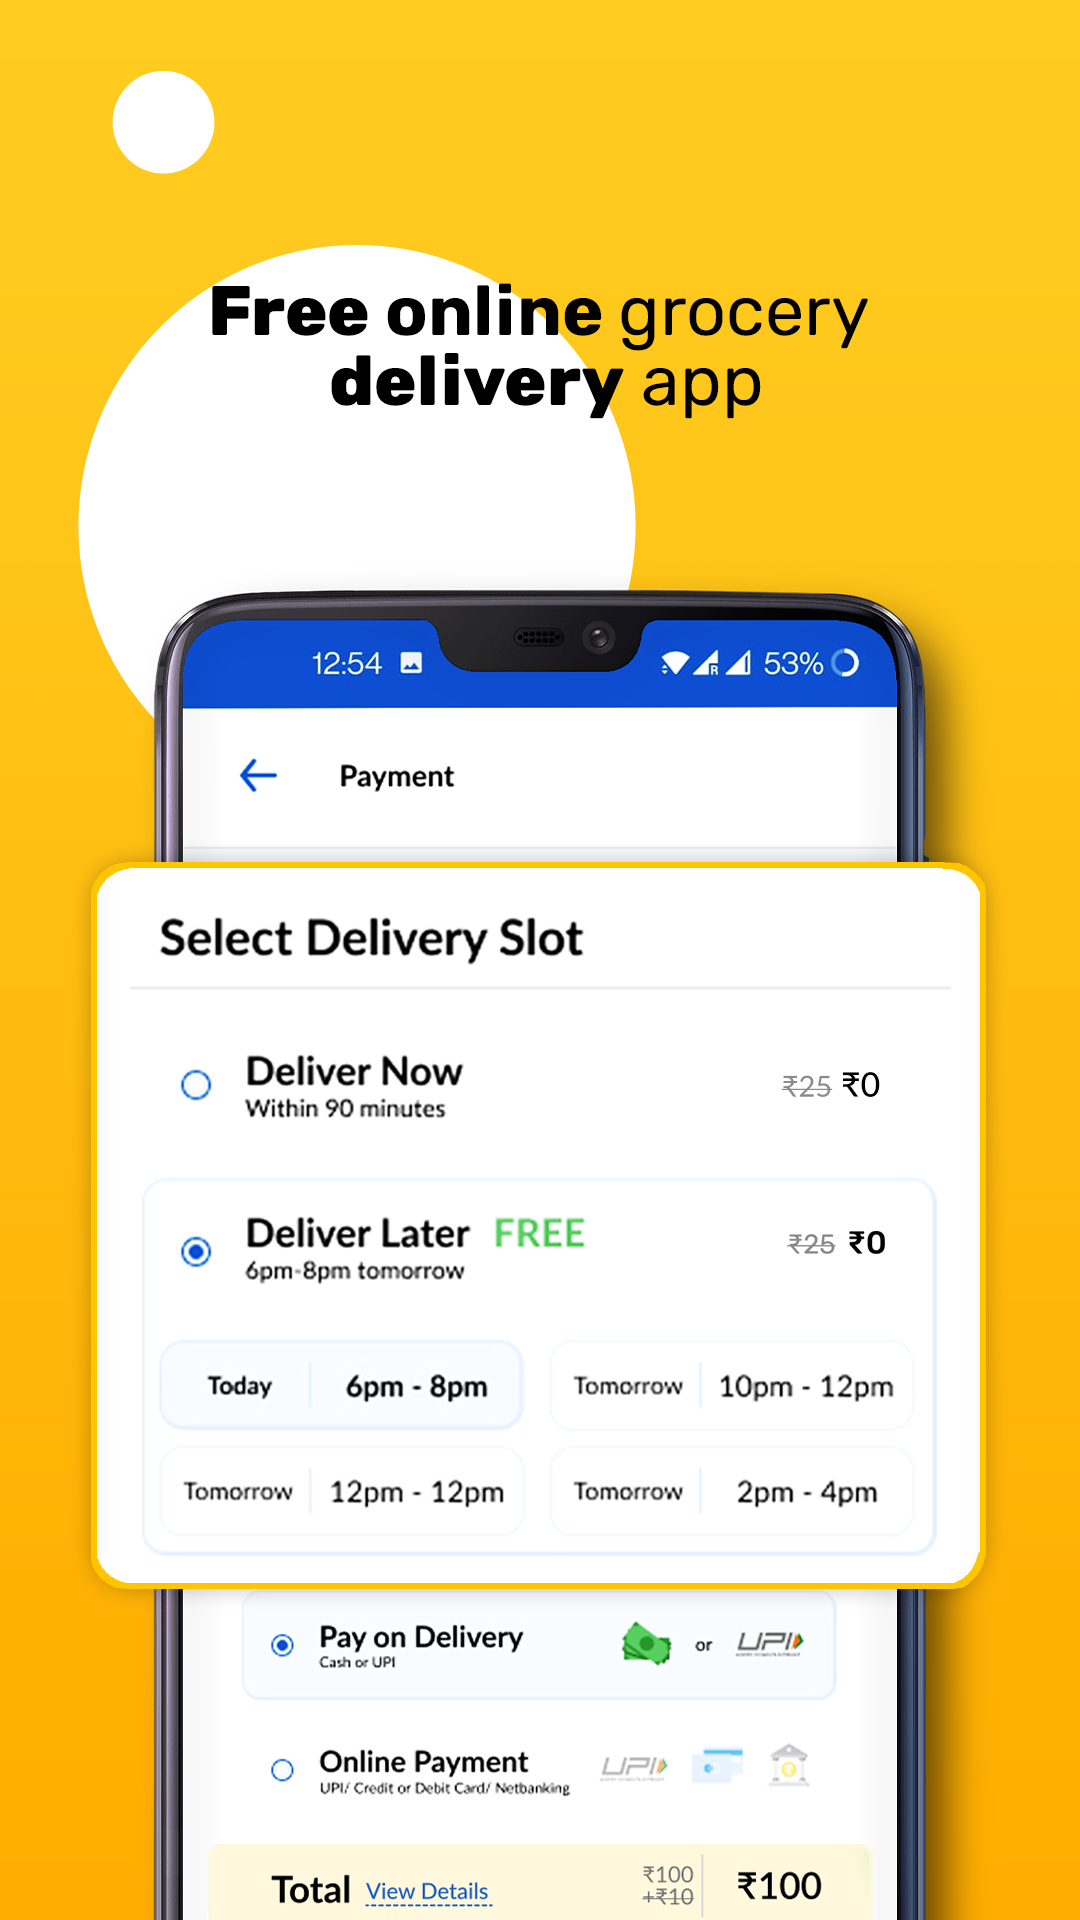 Free online grocery
delivery app
12:54 53%
Payment
Select Delivery Slot
Deliver Now
Within 90 minutes
₹25 ₹0
Deliver Later FREE
6pm-8pm tomorrow
₹25 ₹0
Today 6pm - 8pm
Tomorrow 10pm - 12pm
Tomorrow 12pm - 12pm
Tomorrow 2pm - 4pm
Pay on Delivery
Cash or UPI
or UPI
Online Payment
UPI/ Credit or Debit Card/ Netbanking
UPI
Total View Details
₹100
+₹10
₹100